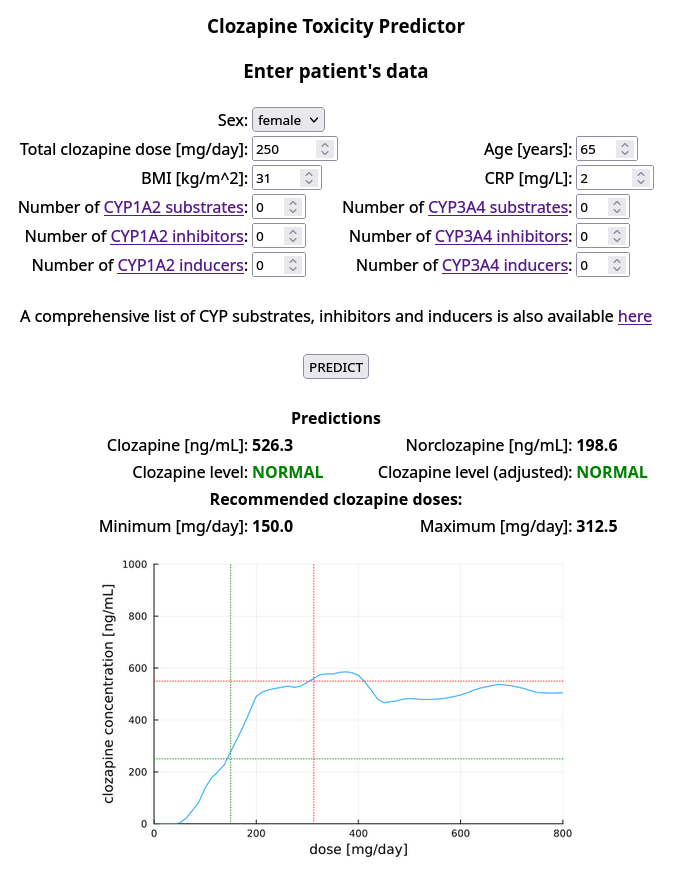 Clozapine Toxicity Predictor
Enter patient's data
Sex: female
Total clozapine dose [mg/day]: 250 Age [years]: 65
BMI [kg/m^2]: 31 CRP [mg/L]: 2
Number of CYP1A2 substrates: 0 Number of CYP3A4 substrates: 0
Number of CYP1A2 inhibitors: 0 Number of CYP3A4 inhibitors: 0
Number of CYP1A2 inducers: 0 Number of CYP3A4 inducers: 0
A comprehensive list of CYP substrates, inhibitors and inducers is also available here
PREDICT
Predictions
Clozapine [ng/mL]: 526.3 Norclozapine [ng/mL]: 198.6
Clozapine level: NORMAL Clozapine level (adjusted): NORMAL
Recommended clozapine doses:
Minimum [mg/day]: 150.0 Maximum [mg/day]: 312.5
clozapine concentration [ng/mL]
1000
800
600
400
200
0
0 200 400 600 800
dose [mg/day]